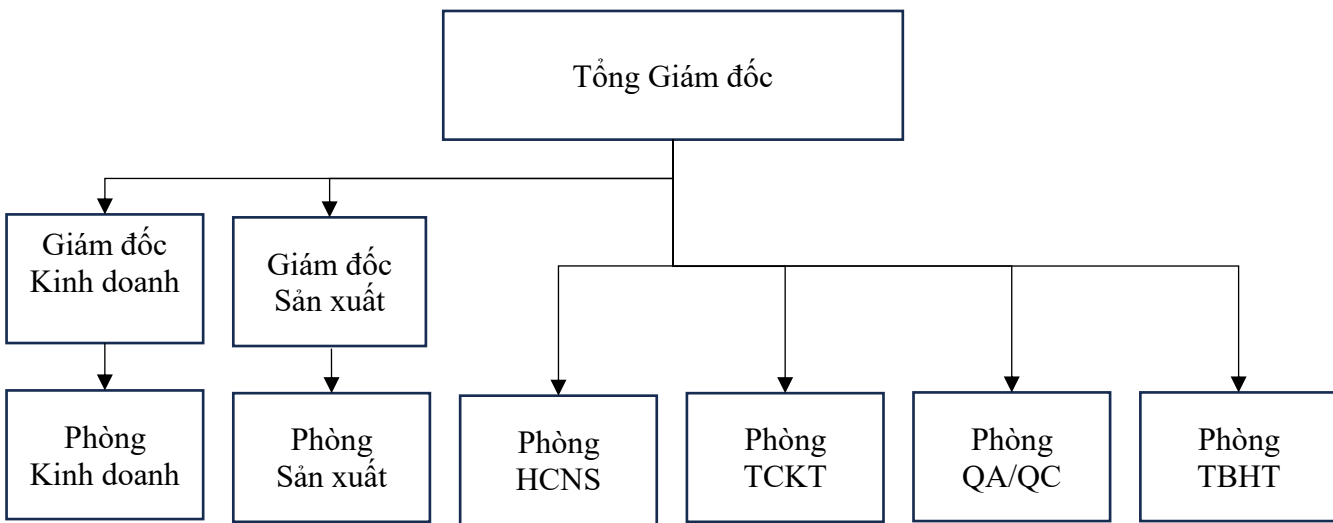 Tổng Giám đốc
Giám đốc
Kinh doanh
Giám đốc
Sản xuất
Phòng
Kinh doanh
Phòng
Sản xuất
Phòng
HCNS
Phòng
TCKT
Phòng
QA/QC
Phòng
TBHT